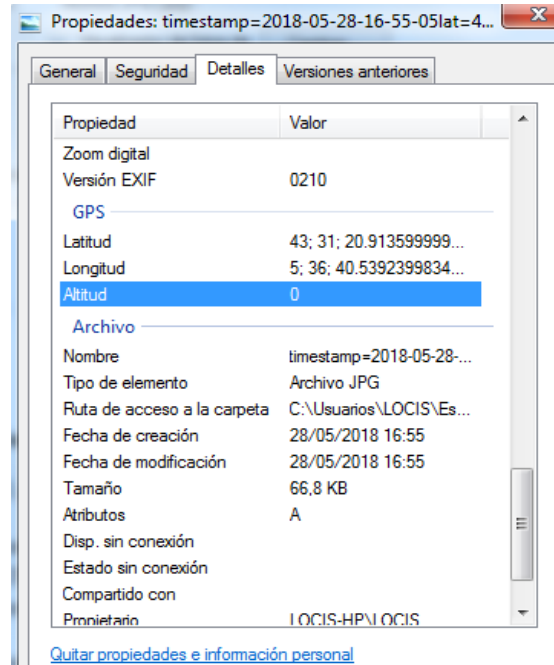 Propiedades: timestamp=2018-05-28-16-55-05lat=4...
General Seguridad Detalles Versiones anteriores
Propiedad Valor
Zoom digital
Versión EXIF 0210
GPS
Latitud 43; 31; 20.913599999...
Longitud 5; 36; 40.5392399834...
Altitud 0
Archivo
Nombre timestamp=2018-05-28-...
Tipo de elemento Archivo JPG
Ruta de acceso a la carpeta C:\Usuarios\LOCIS\Es...
Fecha de creación 28/05/2018 16:55
Fecha de modificación 28/05/2018 16:55
Tamaño 66,8 KB
Atributos A
Disp. sin conexión
Estado sin conexión
Compartido con
Propietario LOCIS-HP\LOCIS
Quitar propiedades e información personal